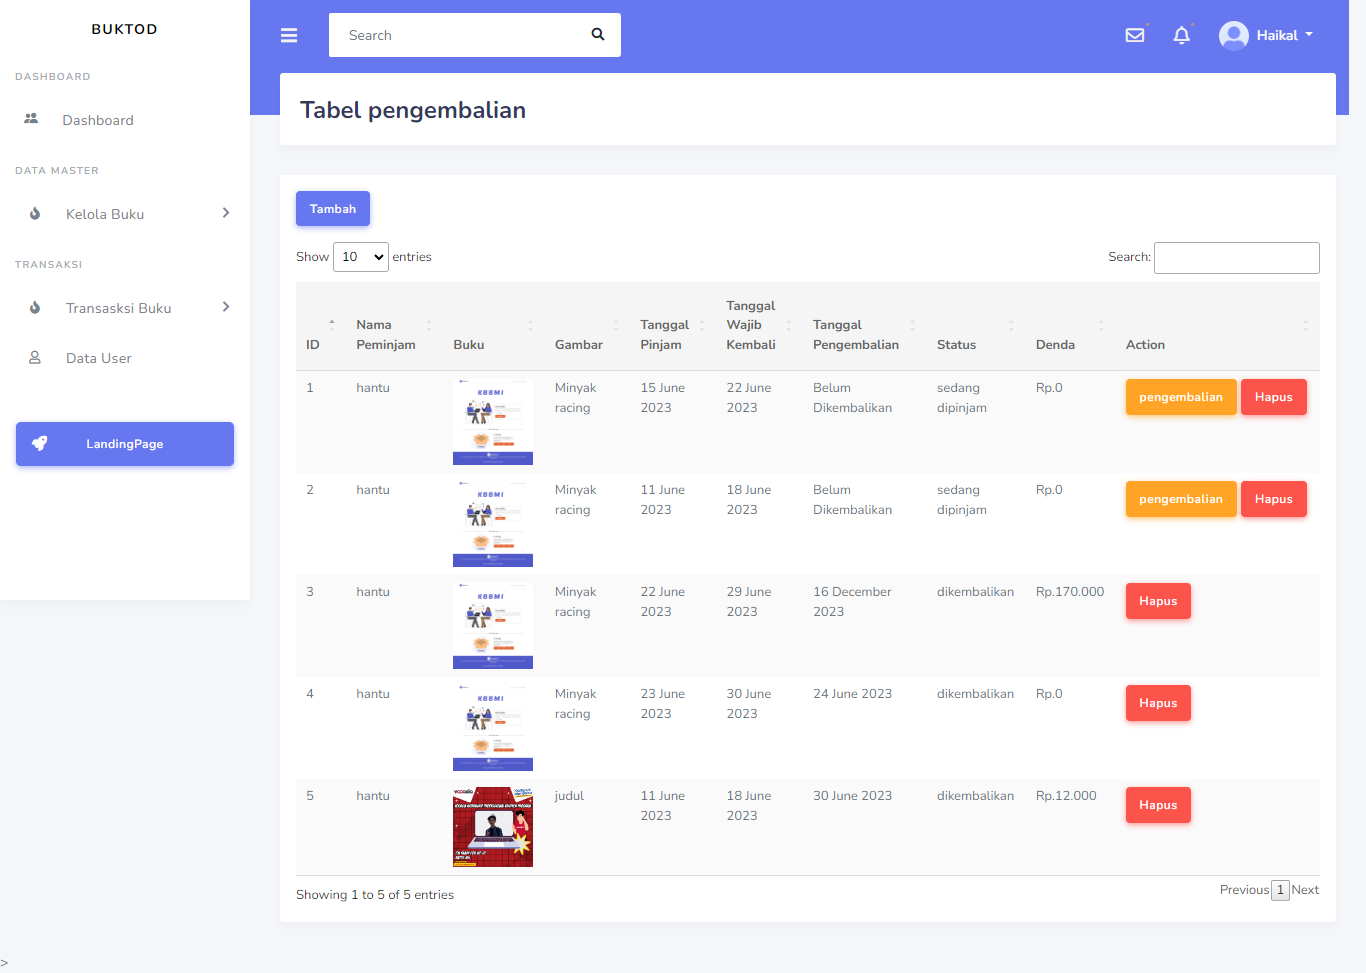 BUKTOD
Search
Haikal
DASHBOARD
Dashboard
DATA MASTER
Kelola Buku
TRANSAKSI
Transasksi Buku
Data User
LandingPage
Tabel pengembalian
Tambah
Show 10 entries
Search:
ID
Nama
Peminjam
Buku
Gambar
Tanggal
Pinjam
Tanggal
Wajib
Kembali
Tanggal
Pengembalian
Status
Denda
Action
1
hantu
KBBMI
Minyak
racing
15 June
2023
22 June
2023
Belum
Dikembalikan
sedang
dipinjam
Rp.0
pengembalian
Hapus
2
hantu
KBBMI
Minyak
racing
11 June
2023
18 June
2023
Belum
Dikembalikan
sedang
dipinjam
Rp.0
pengembalian
Hapus
3
hantu
KBBMI
Minyak
racing
22 June
2023
29 June
2023
16 December
2023
dikembalikan
Rp.170.000
Hapus
4
hantu
KBBMI
Minyak
racing
23 June
2023
30 June
2023
24 June 2023
dikembalikan
Rp.0
Hapus
5
hantu
judul
11 June
2023
18 June
2023
30 June 2023
dikembalikan
Rp.12.000
Hapus
Showing 1 to 5 of 5 entries
Previous 1 Next
>